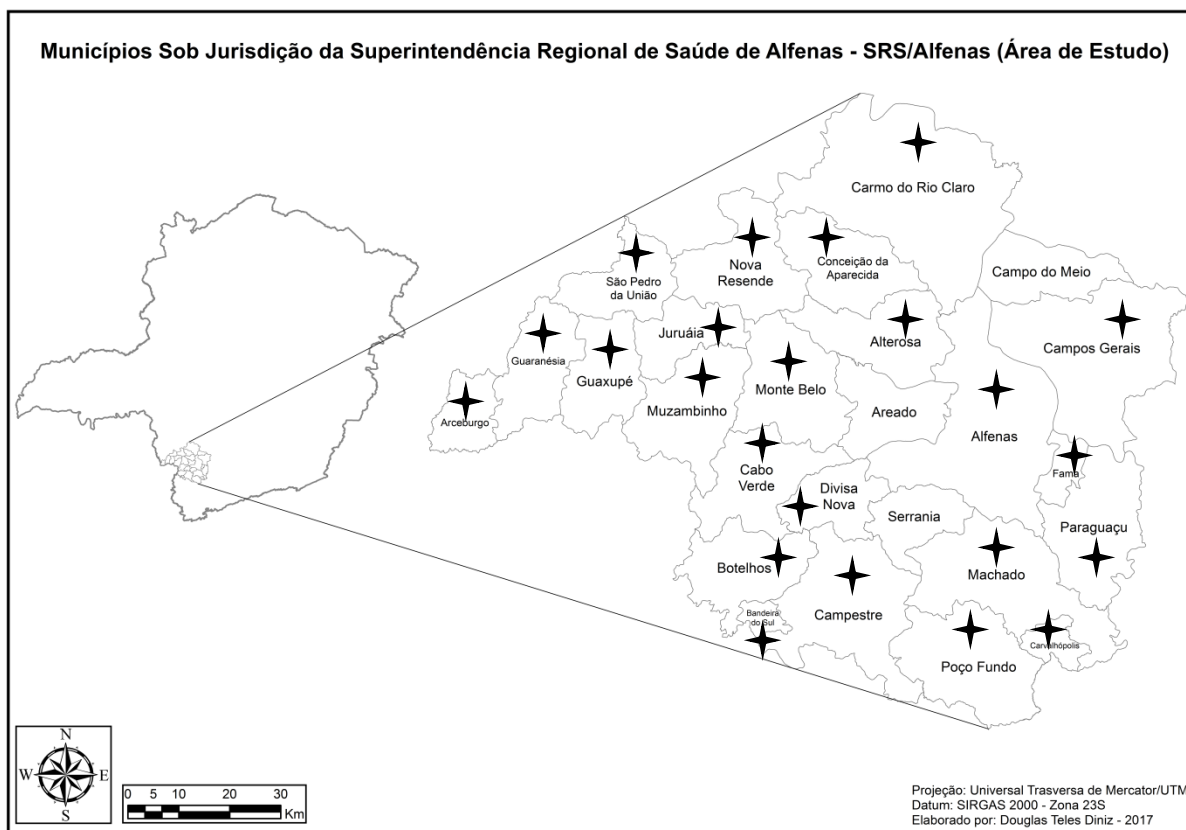 Municípios Sob Jurisdição da Superintendência Regional de Saúde de Alfenas - SRS/Alfenas (Área de Estudo)
Carmo do Rio Claro
Campo do Meio
Conceição da
Aparecida
Nova
Resende
São Pedro
da União
Juruáia
Alterosa
Campos Gerais
Guaranésia
Guaxupé
Monte Belo
Muzambinho
Areado
Arceburgo
Alfenas
Cabo
Verde
Fama
Divisa
Nova
Serrania
Paraguaçu
Botelhos
Machado
Bandeira
do Sul
Campestre
Carvalhópolis
Poço Fundo
N
W
E
S
0 5 10 20 30
Km
Projeção: Universal Trasversa de Mercator/UTM
Datum: SIRGAS 2000 - Zona 23S
Elaborado por: Douglas Teles Diniz - 2017